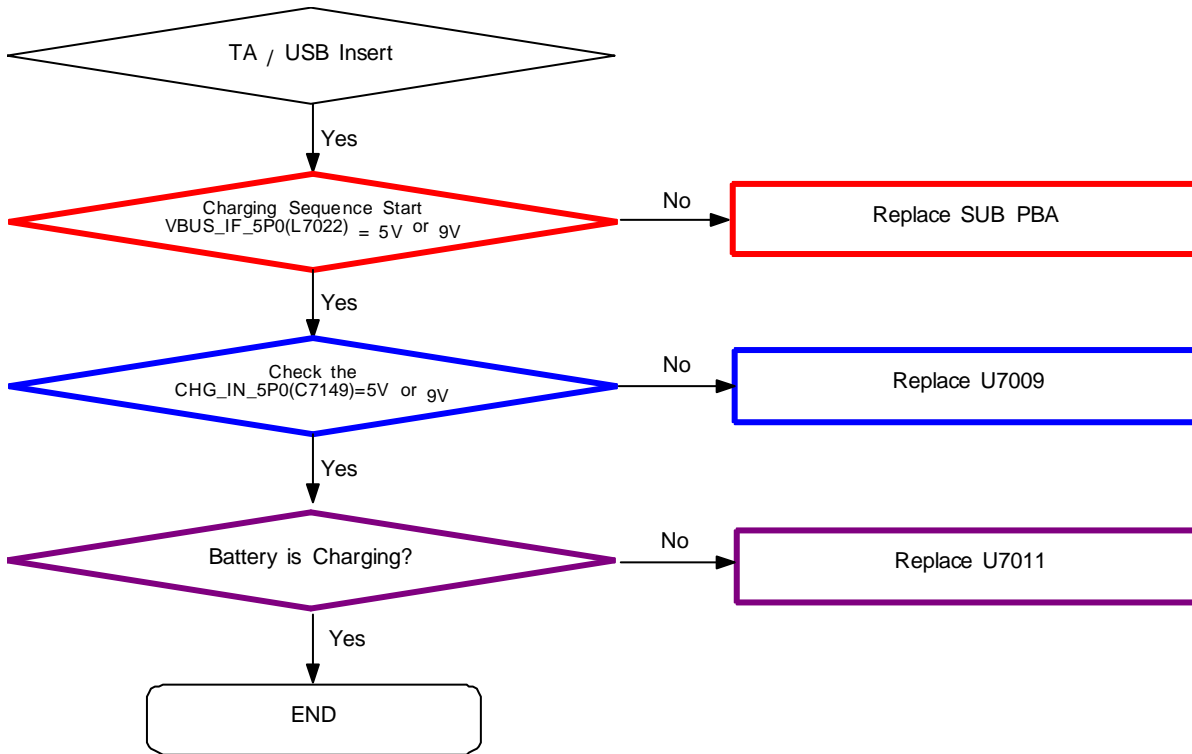 TA / USB Insert
Yes
Charging Sequence Start
VBUS_IF_5P0(L7022) = 5V or 9V
No
Replace SUB PBA
Yes
Check the
CHG_IN_5P0(C7149)=5V or 9V
No
Replace U7009
Yes
Battery is Charging?
No
Replace U7011
Yes
END